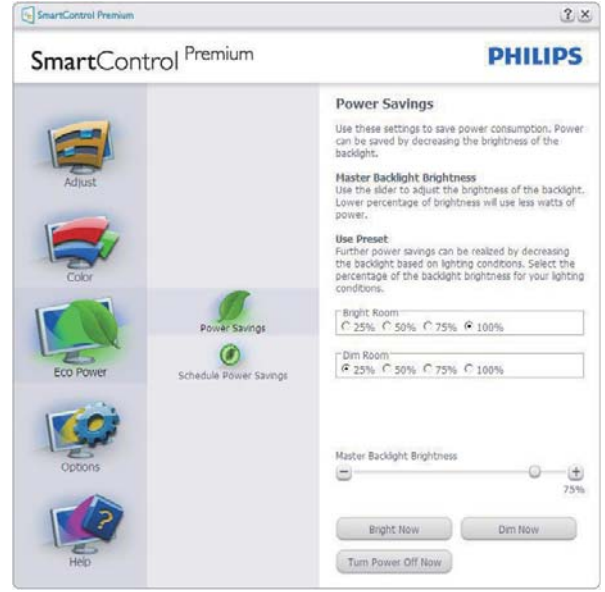 SmartControl Premium
? ×
SmartControl Premium
PHILIPS
Adjust
Color
Eco Power
Options
Help
Power Savings
Schedule Power Savings
Power Savings
Use these settings to save power consumption. Power
can be saved by decreasing the brightness of the
backlight.
Master Backlight Brightness
Use the slider to adjust the brightness of the backlight.
Lower percentage of brightness will use less watts of
power.
Use Preset
Further power savings can be realized by decreasing
the backlight based on lighting conditions. Select the
percentage of the backlight brightness for your lighting
conditions.
Bright Room
25% 50% 75% 100%
Dim Room
25% 50% 75% 100%
Master Backlight Brightness
75%
Bright Now Dim Now
Turn Power Off Now